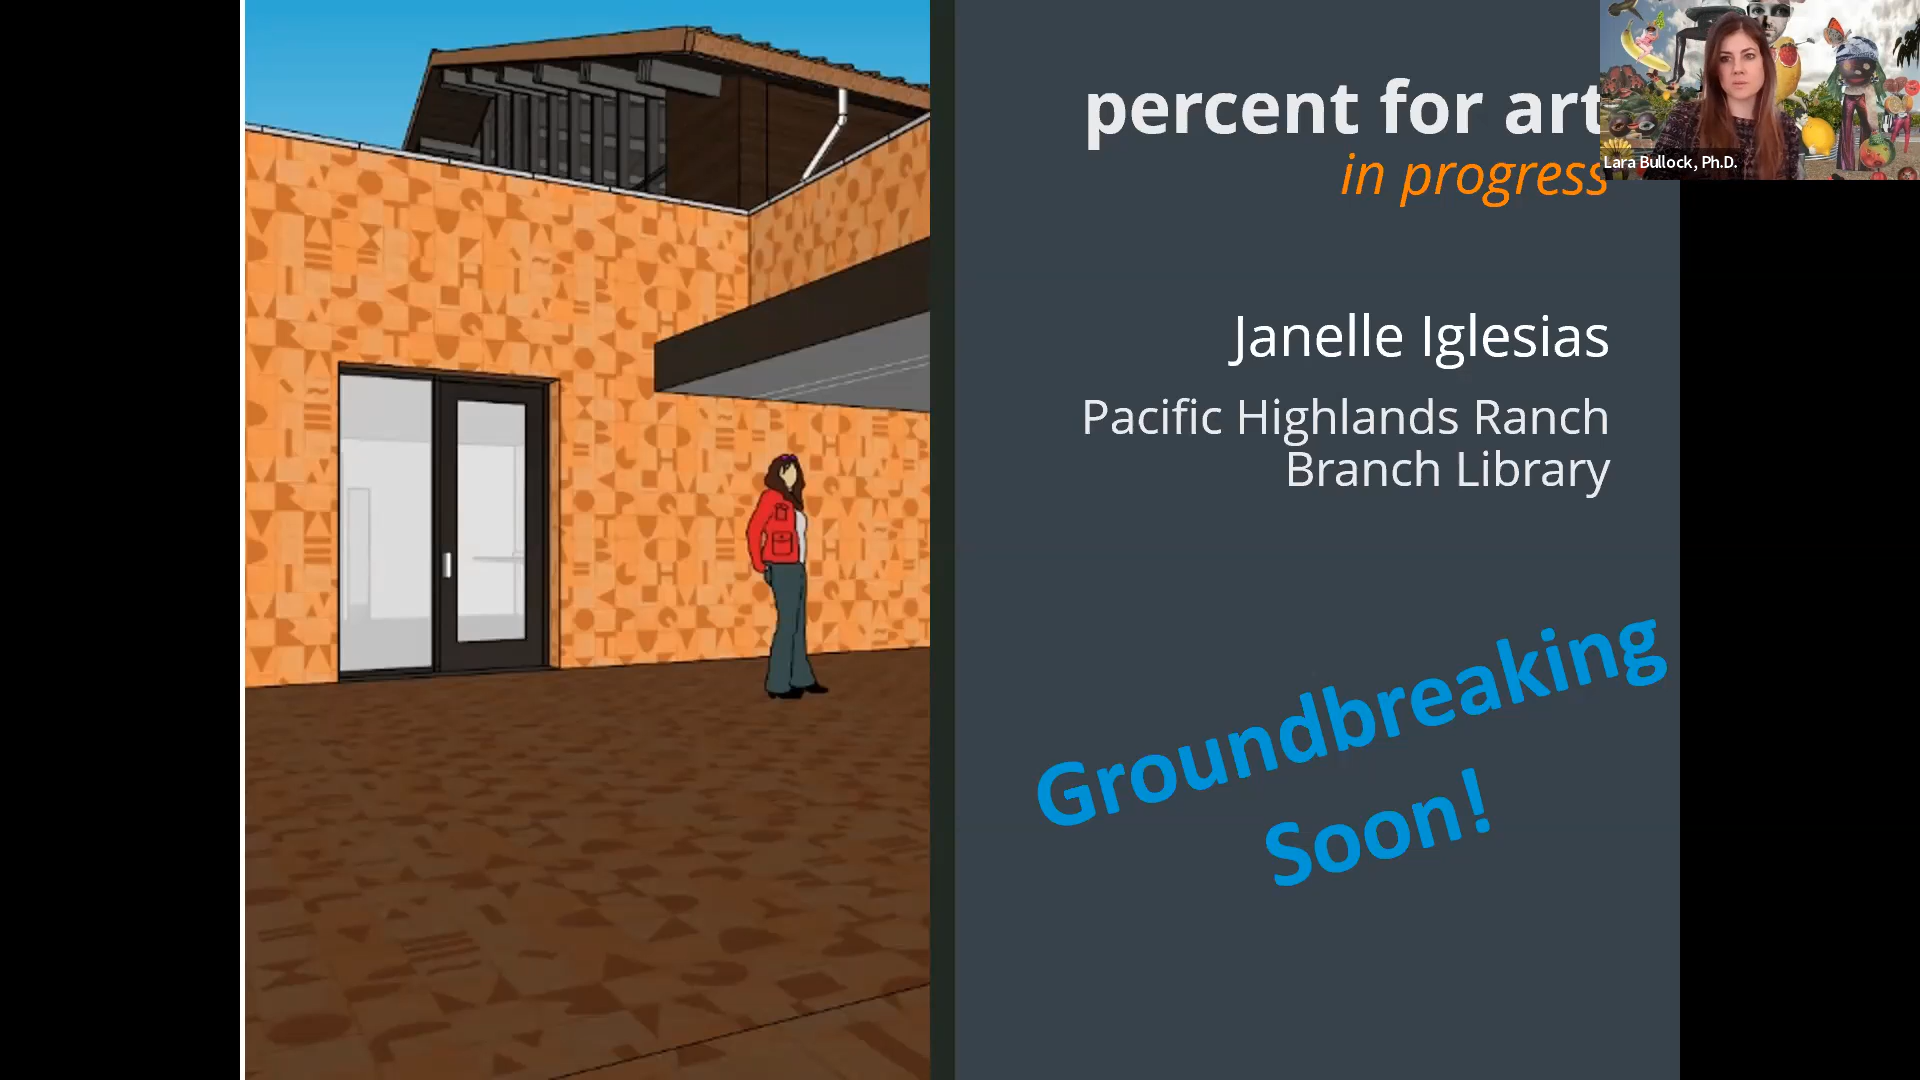 percent for art
in progress
Lara Bullock, Ph.D.
Janelle Iglesias
Pacific Highlands Ranch
Branch Library
Groundbreaking
Soon!